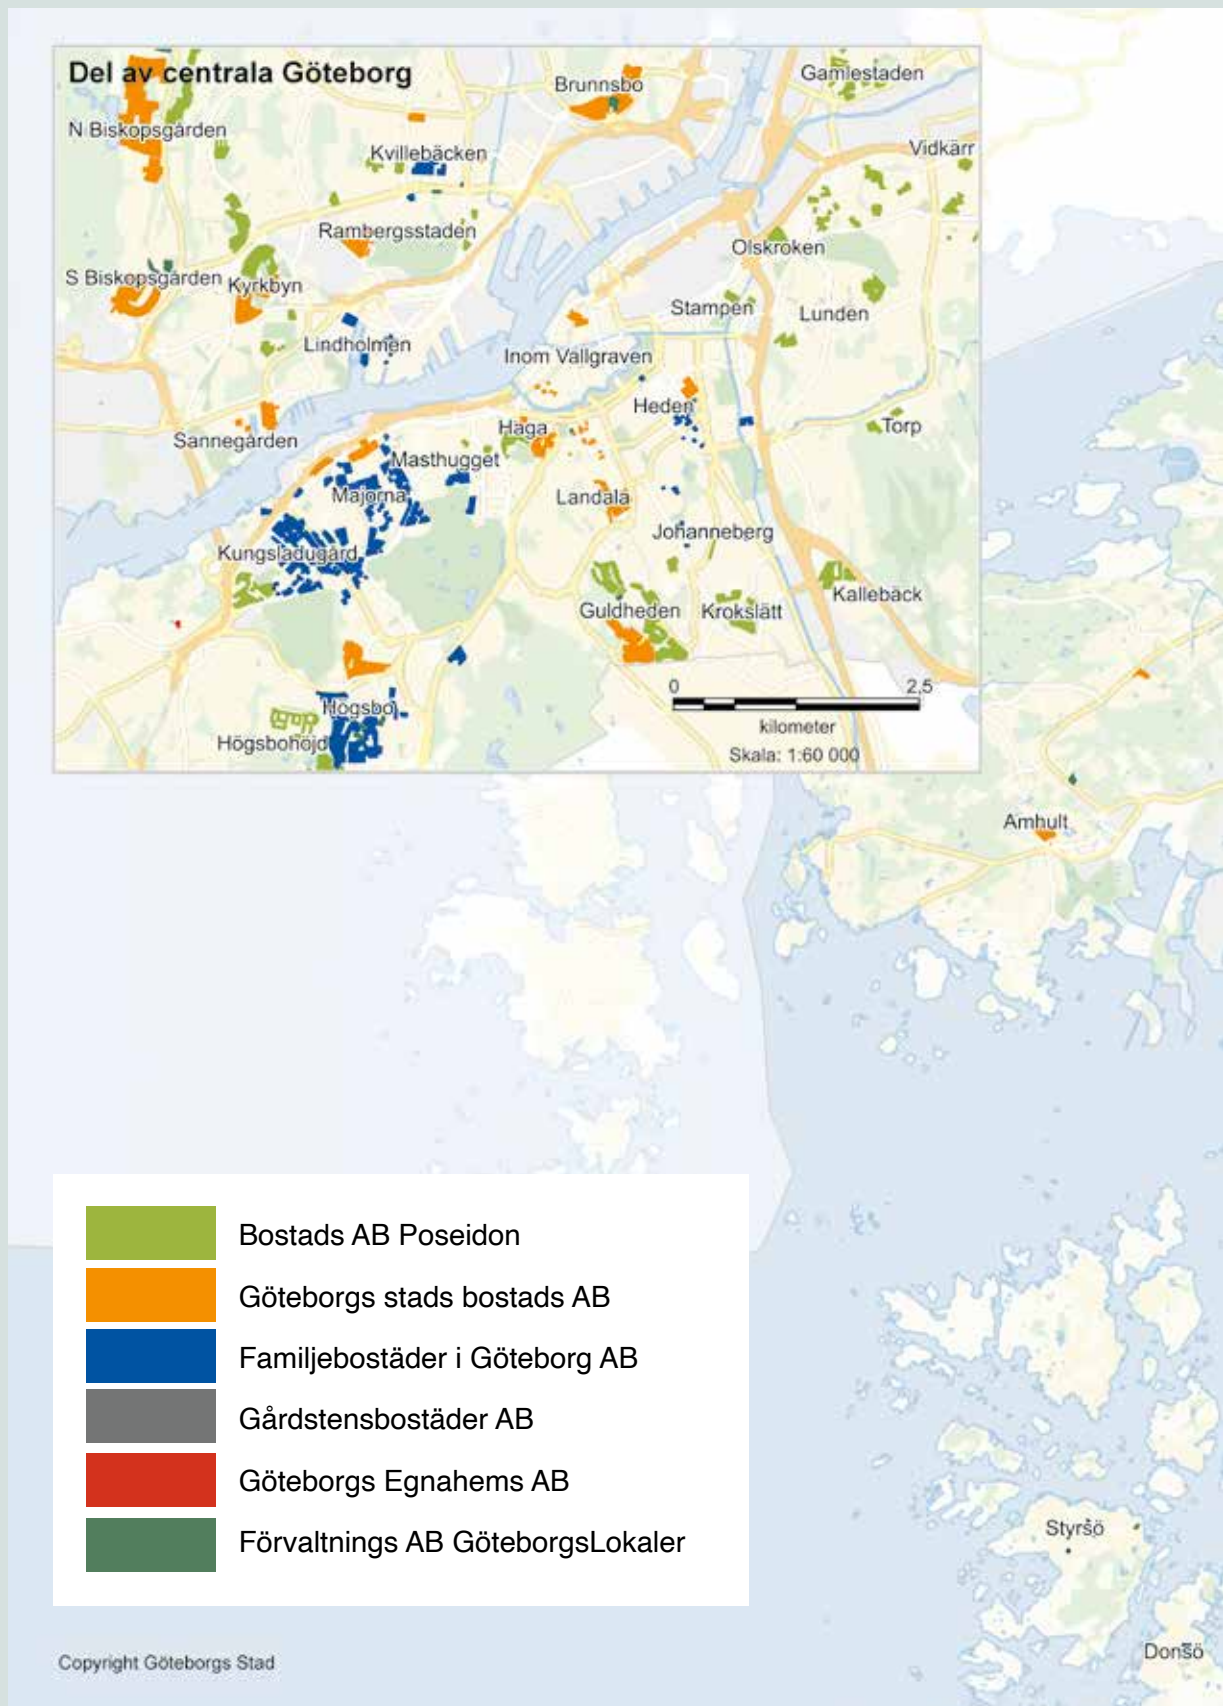 Del av centrala Göteborg
Brunnsbo
Gamlestaden
N Biskopsgården
Kvillebäcken
Vidkärr
Rambergsstaden
Olskroken
S Biskopsgården
Kyrkbyn
Stampen
Lunden
Lindholmen
Inom Vallgraven
Heden
Sannegården
Haga
Torp
Masthugget
Majorna
Landala
Johanneberg
Kungsladugård
Kallebäck
Guldheden
Krokslätt
0
2,5
Högsbo
kilometer
Högsbohöjd
Skala: 1:60 000
Amhult
Bostads AB Poseidon
Göteborgs stads bostads AB
Familjebostäder i Göteborg AB
Gårdstensbostäder AB
Göteborgs Egnahems AB
Förvaltnings AB GöteborgsLokaler
Styrsö
Donsö
Copyright Göteborgs Stad